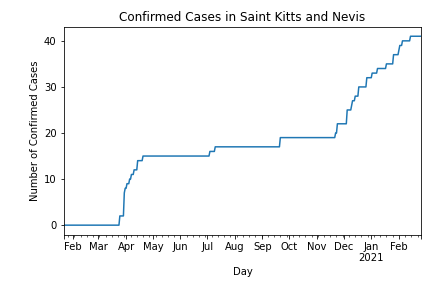 Confirmed Cases in Saint Kitts and Nevis
Number of Confirmed Cases
40
30
20
10
0
Feb Mar Apr May Jun Jul Aug Sep Oct Nov Dec Jan Feb
2021
Day